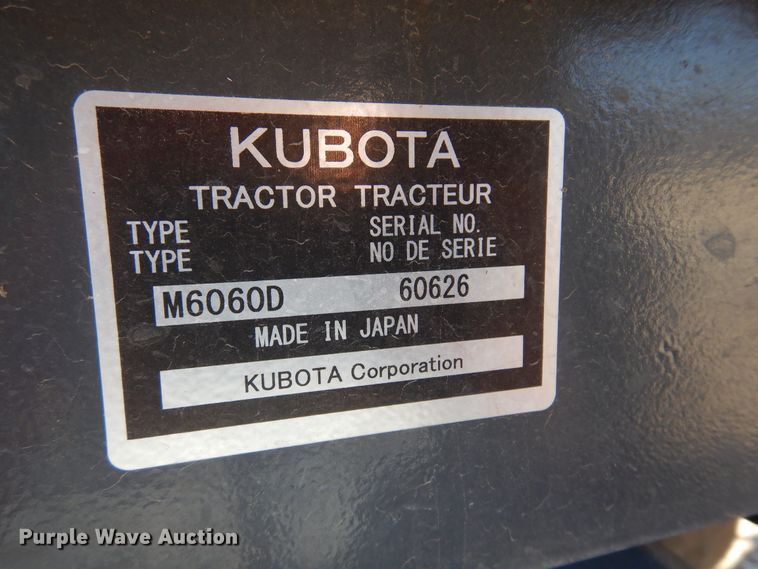 KUBOTA
TRACTOR TRACTEUR
TYPE SERIAL NO.
TYPE NO DE SERIE
M6060D 60626
MADE IN JAPAN
KUBOTA Corporation
Purple Wave Auction